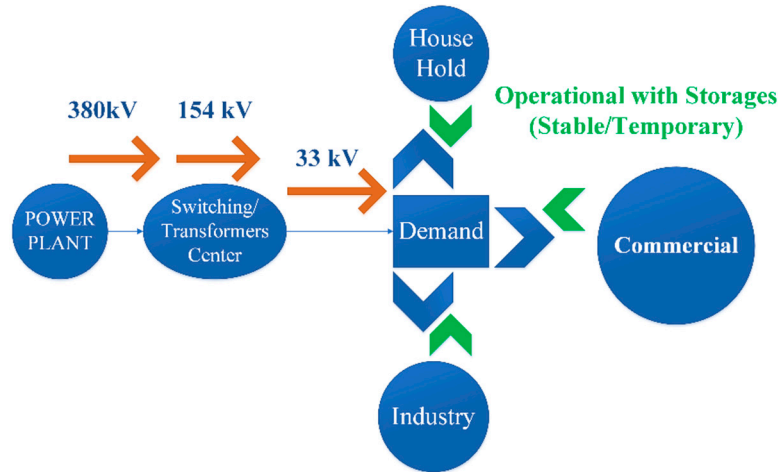 House
Hold
Operational with Storages
(Stable/Temporary)
380kV
154 kV
33 kV
POWER
PLANT
Switching/
Transformers
Center
Demand
Commercial
Industry